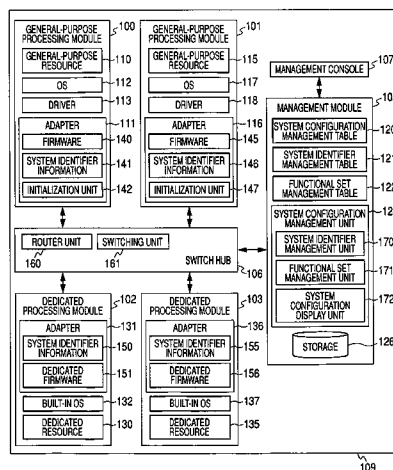 GENERAL-PURPOSE PROCESSING MODULE 100
GENERAL-PURPOSE RESOURCE 110
OS 112
DRIVER 113
ADAPTER 111
FIRMWARE 140
SYSTEM IDENTIFIER INFORMATION 141
INITIALIZATION UNIT 142
GENERAL-PURPOSE PROCESSING MODULE 101
GENERAL-PURPOSE RESOURCE 115
OS 117
DRIVER 118
ADAPTER 116
FIRMWARE 145
SYSTEM IDENTIFIER INFORMATION 146
INITIALIZATION UNIT 147
MANAGEMENT CONSOLE 107
MANAGEMENT MODULE
SYSTEM CONFIGURATION MANAGEMENT TABLE 120
SYSTEM IDENTIFIER MANAGEMENT TABLE 121
FUNCTIONAL SET MANAGEMENT TABLE 122
SYSTEM CONFIGURATION MANAGEMENT UNIT
SYSTEM IDENTIFIER MANAGEMENT UNIT 170
FUNCTIONAL SET MANAGEMENT UNIT 171
SYSTEM CONFIGURATION DISPLAY UNIT 172
STORAGE 126
ROUTER UNIT 160
SWITCHING UNIT 161
SWITCH HUB 106
DEDICATED PROCESSING MODULE 102
ADAPTER 131
SYSTEM IDENTIFIER INFORMATION 150
DEDICATED FIRMWARE 151
BUILT-IN OS 132
DEDICATED RESOURCE 130
DEDICATED PROCESSING MODULE 103
ADAPTER 136
SYSTEM IDENTIFIER INFORMATION 155
DEDICATED FIRMWARE 156
BUILT-IN OS 137
DEDICATED RESOURCE 135
109